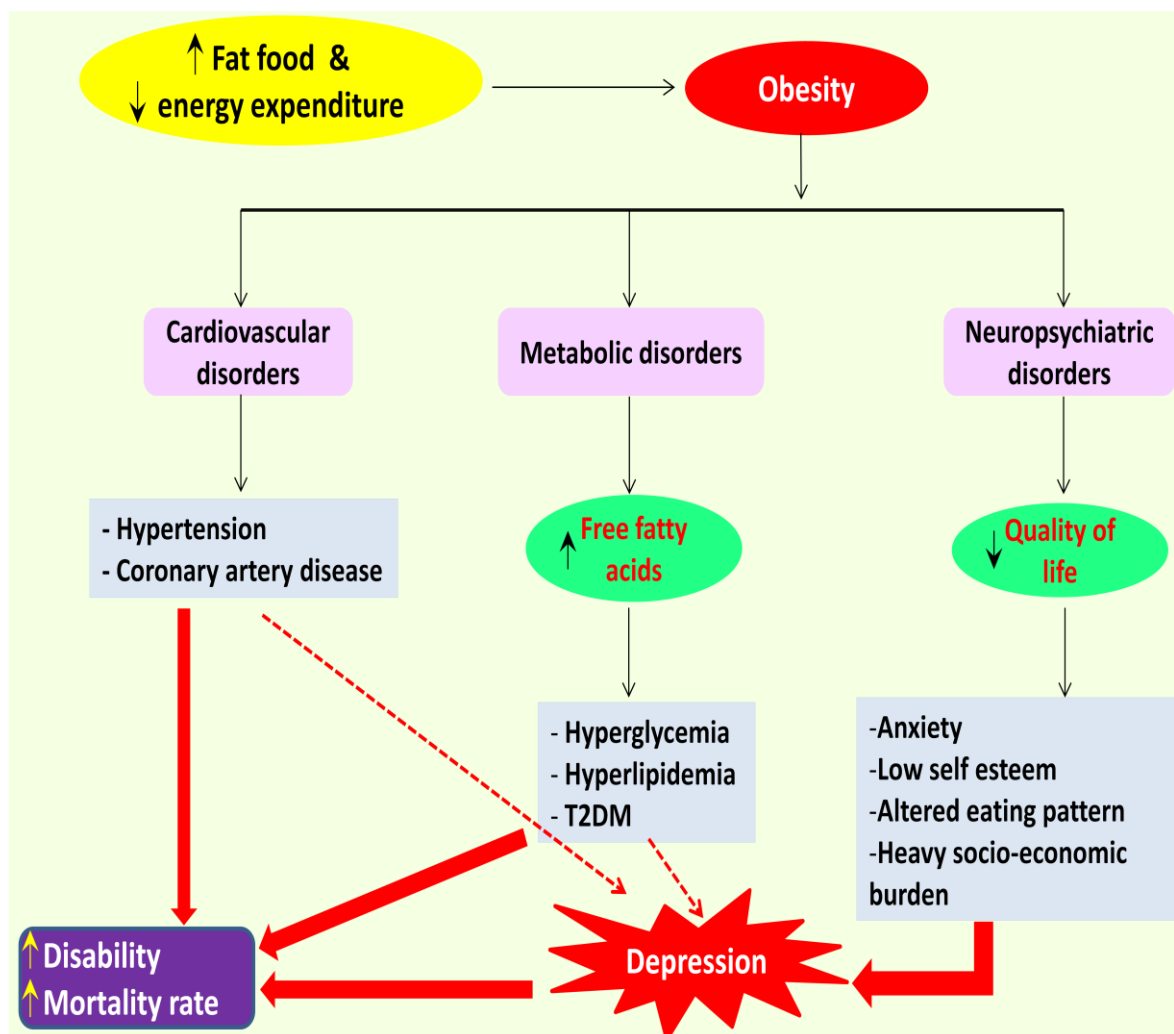 ↑ Fat food &
↓ energy expenditure
Obesity
Cardiovascular
disorders
Metabolic disorders
Neuropsychiatric
disorders
- Hypertension
- Coronary artery disease
↑ Free fatty
acids
↓ Quality of
life
- Hyperglycemia
- Hyperlipidemia
- T2DM
-Anxiety
-Low self esteem
-Altered eating pattern
-Heavy socio-economic
burden
↑ Disability
↑ Mortality rate
Depression